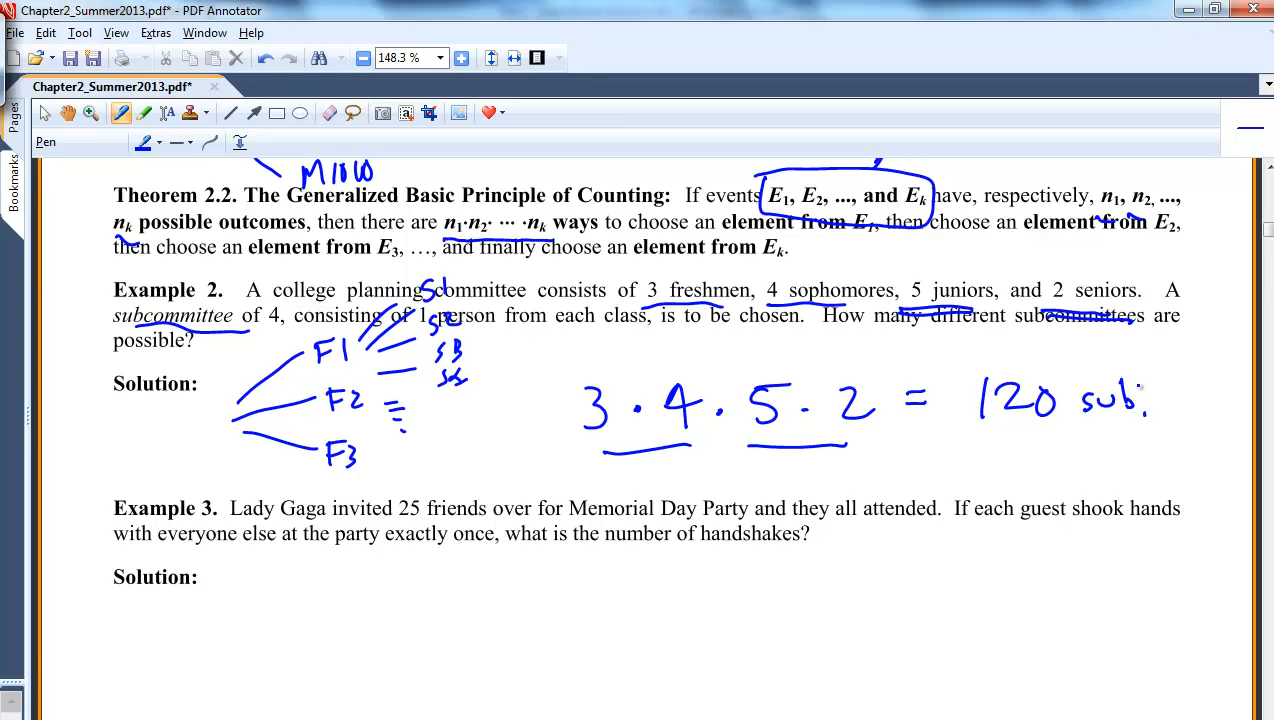 Chapter2_Summer2013.pdf* - PDF Annotator
File Edit Tool View Extras Window Help
148.3 %
Chapter2_Summer2013.pdf*
Pages
Bookmarks
Pen
M1010
Theorem 2.2. The Generalized Basic Principle of Counting: If events E1, E2, ..., and Ek have, respectively, n1, n2, ...,
nk possible outcomes, then there are n1·n2· ··· ·nk ways to choose an element from E1, then choose an element from E2,
then choose an element from E3, …, and finally choose an element from Ek.
Example 2. A college planning committee consists of 3 freshmen, 4 sophomores, 5 juniors, and 2 seniors. A
subcommittee of 4, consisting of 1 person from each class, is to be chosen. How many different subcommittees are
possible?
S1
S2
S3
S4
F1
F2
F3
Solution:
3 · 4 · 5 · 2 = 120 sub
Example 3. Lady Gaga invited 25 friends over for Memorial Day Party and they all attended. If each guest shook hands
with everyone else at the party exactly once, what is the number of handshakes?
Solution: